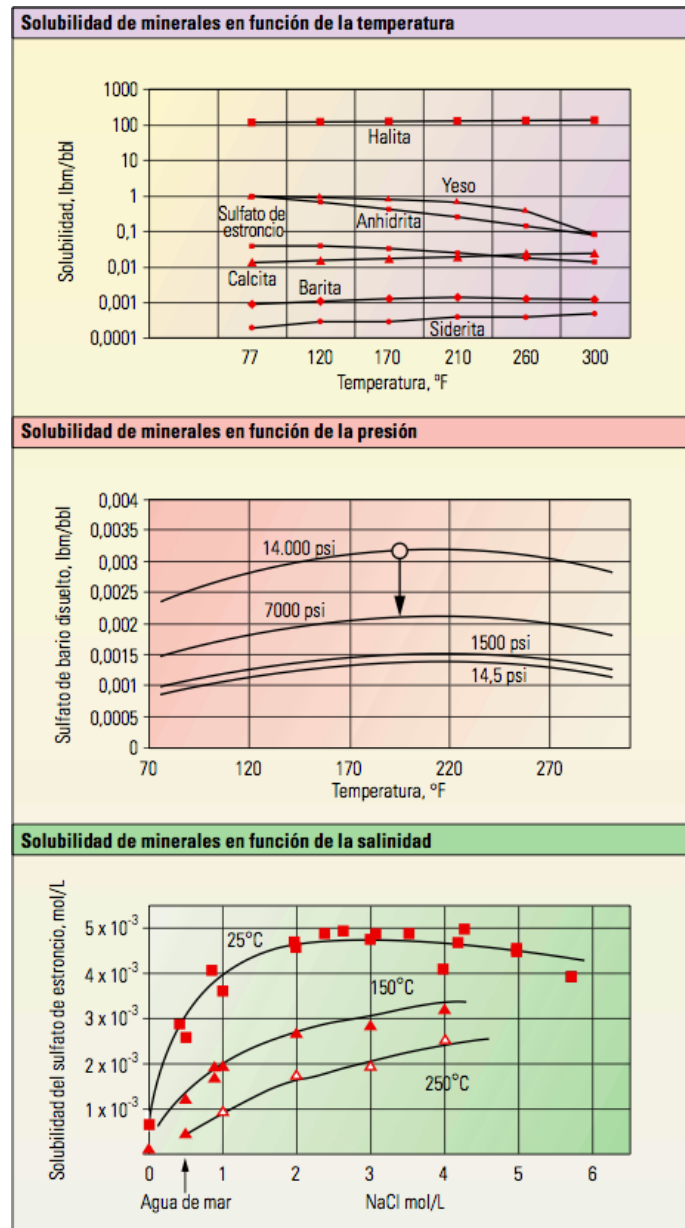 Solubilidad de minerales en función de la temperatura
Solubilidad, lbm/bbl
1000
100
10
1
0,1
0,01
0,001
0,0001
Halita
Yeso
Sulfato de
estroncio
Anhidrita
Calcita
Barita
Siderita
77 120 170 210 260 300
Temperatura, °F
Solubilidad de minerales en función de la presión
Sulfato de bario disuelto, lbm/bbl
0,004
0,0035
0,003
0,0025
0,002
0,0015
0,001
0,0005
0
14.000 psi
7000 psi
1500 psi
14,5 psi
70 120 170 220 270
Temperatura, °F
Solubilidad de minerales en función de la salinidad
Solubilidad del sulfato de estroncio, mol/L
5 x 10⁻³
4 x 10⁻³
3 x 10⁻³
2 x 10⁻³
1 x 10⁻³
25°C
150°C
250°C
0 1 2 3 4 5 6
Agua de mar
NaCl mol/L